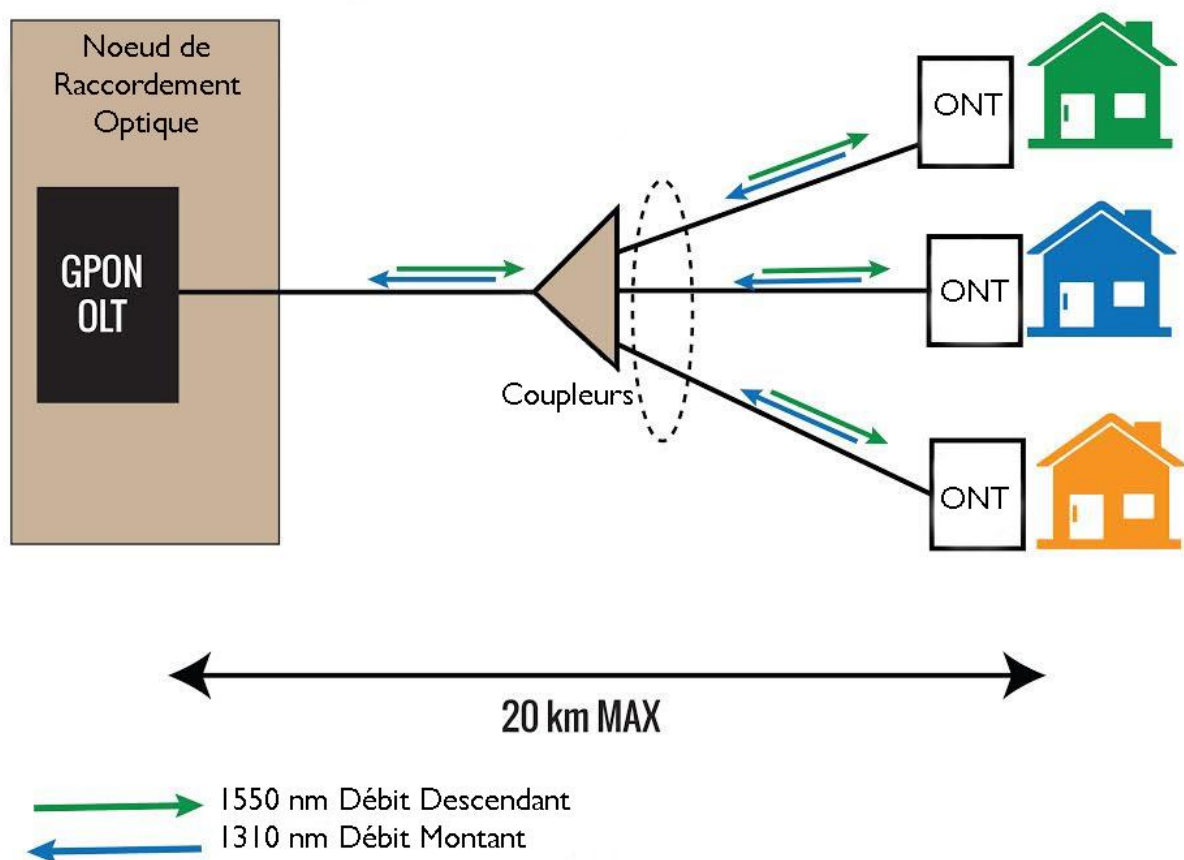 Noeud de
Raccordement
Optique
GPON
OLT
ONT
ONT
Coupleurs
ONT
20 km MAX
1550 nm Débit Descendant
1310 nm Débit Montant